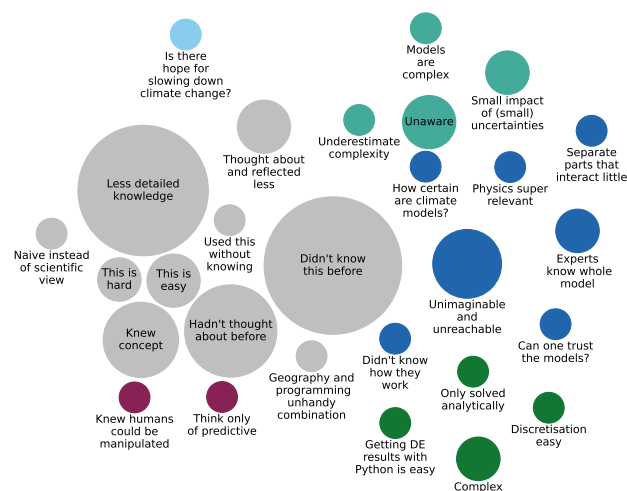 Is there
hope for
slowing down
climate change?
Models
are
complex
Small impact
of (small)
uncertainties
Unaware
Underestimate
complexity
Thought about
and reflected
less
Separate
parts that
interact little
How certain
are climate
models?
Physics super
relevant
Less detailed
knowledge
Used this
without
knowing
Naive instead
of scientific
view
Didn't know
this before
Experts
know whole
model
This is
hard
This is
easy
Unimaginable
and
unreachable
Knew
concept
Hadn't thought
about before
Can one trust
the models?
Didn't know
how they
work
Geography and
programming
unhandy
combination
Only solved
analytically
Knew humans
could be
manipulated
Think only
of predictive
Discretisation
easy
Getting DE
results with
Python is easy
Complex